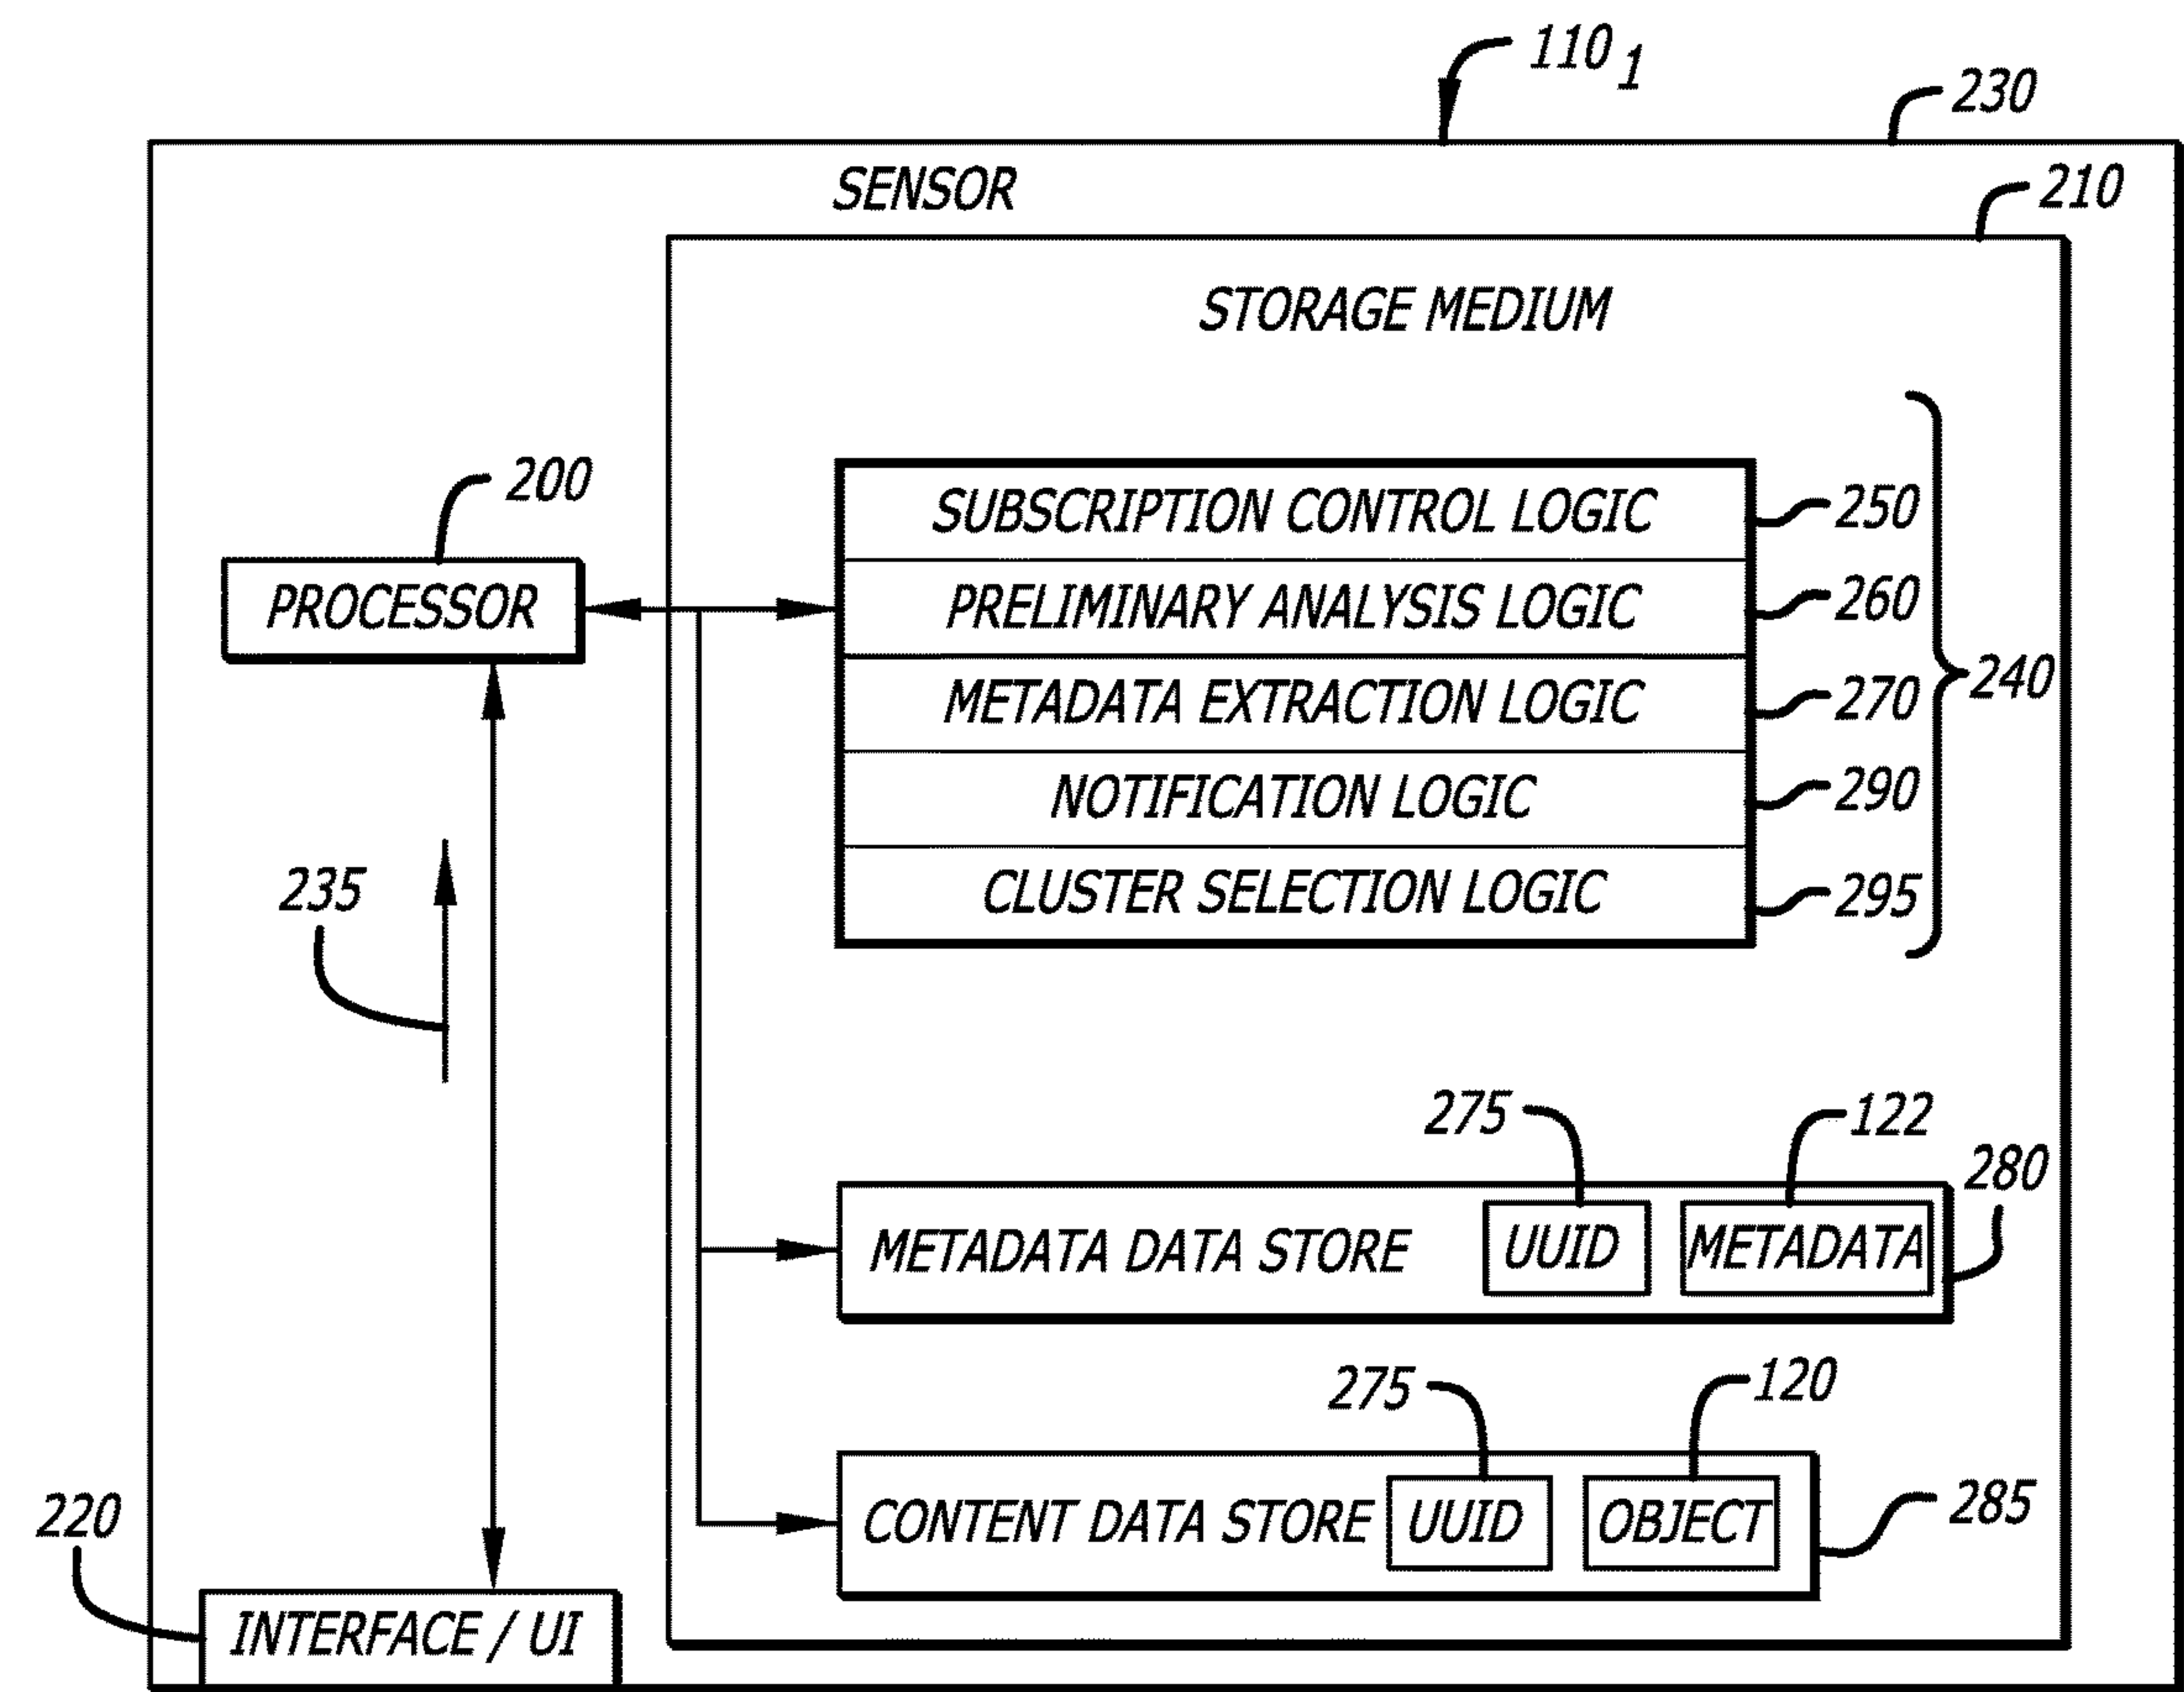 110 1
230
SENSOR
210
STORAGE MEDIUM
200
PROCESSOR
SUBSCRIPTION CONTROL LOGIC 250
PRELIMINARY ANALYSIS LOGIC 260
METADATA EXTRACTION LOGIC 270
240
NOTIFICATION LOGIC 290
CLUSTER SELECTION LOGIC 295
235
275 122
280
METADATA DATA STORE UUID METADATA
275 120
CONTENT DATA STORE UUID OBJECT 285
220
INTERFACE / UI